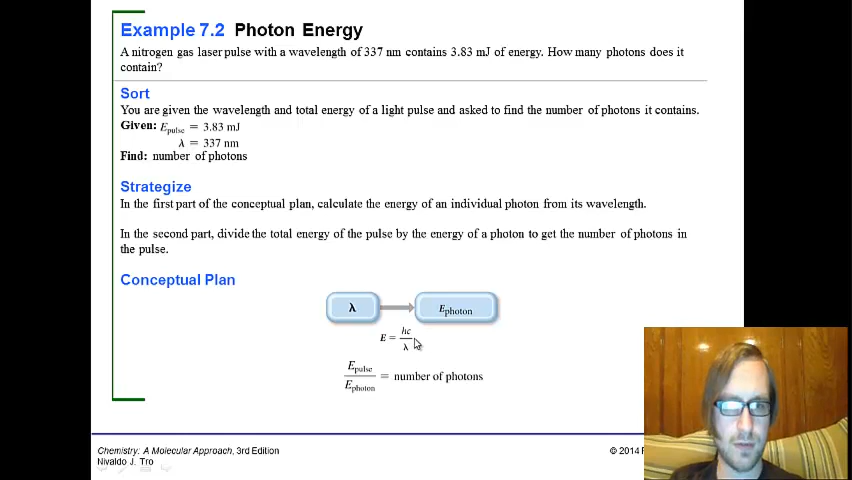 Example 7.2 Photon Energy
A nitrogen gas laser pulse with a wavelength of 337 nm contains 3.83 mJ of energy. How many photons does it
contain?
Sort
You are given the wavelength and total energy of a light pulse and asked to find the number of photons it contains.
Given: Epulse = 3.83 mJ
λ = 337 nm
Find: number of photons
Strategize
In the first part of the conceptual plan, calculate the energy of an individual photon from its wavelength.
In the second part, divide the total energy of the pulse by the energy of a photon to get the number of photons in
the pulse.
Conceptual Plan
λ Ephoton
E = hc/λ
Epulse/Ephoton = number of photons
Chemistry: A Molecular Approach, 3rd Edition
Nivaldo J. Tro
© 2014